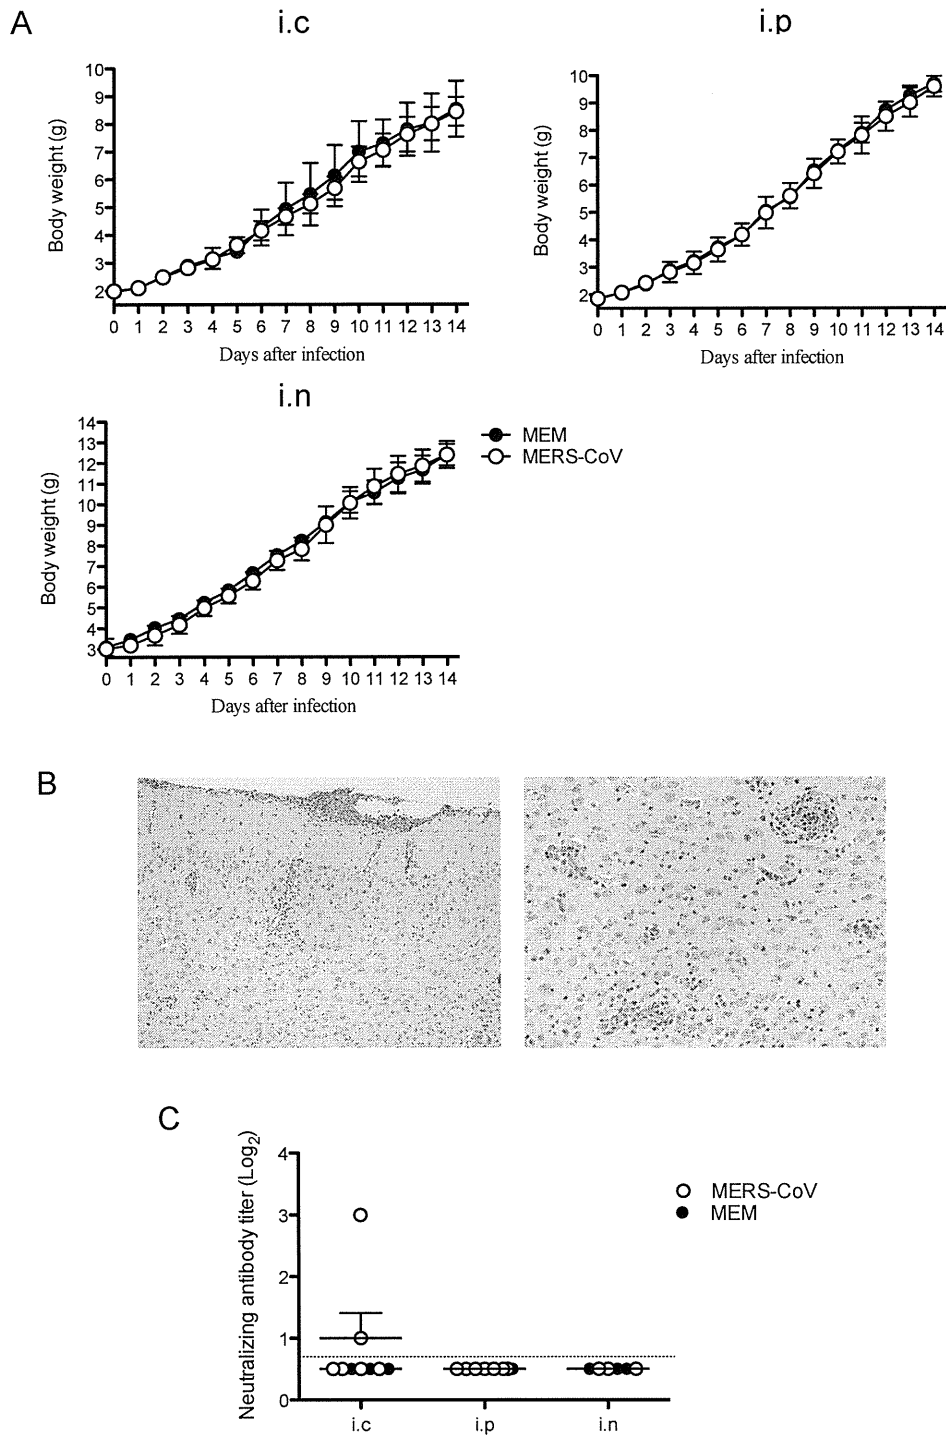 A
i.c
i.p
10
9
8
7
6
5
4
3
2
Body weight (g)
0 1 2 3 4 5 6 7 8 9 10 11 12 13 14
Days after infection
10
9
8
7
6
5
4
3
2
Body weight (g)
0 1 2 3 4 5 6 7 8 9 10 11 12 13 14
Days after infection
i.n
14
13
12
11
10
9
8
7
6
5
4
3
Body weight (g)
0 1 2 3 4 5 6 7 8 9 10 11 12 13 14
Days after infection
MEM
MERS-CoV
B
C
Neutralizing antibody titer (Log₂)
4
3
2
1
0
i.c i.p i.n
MERS-CoV
MEM